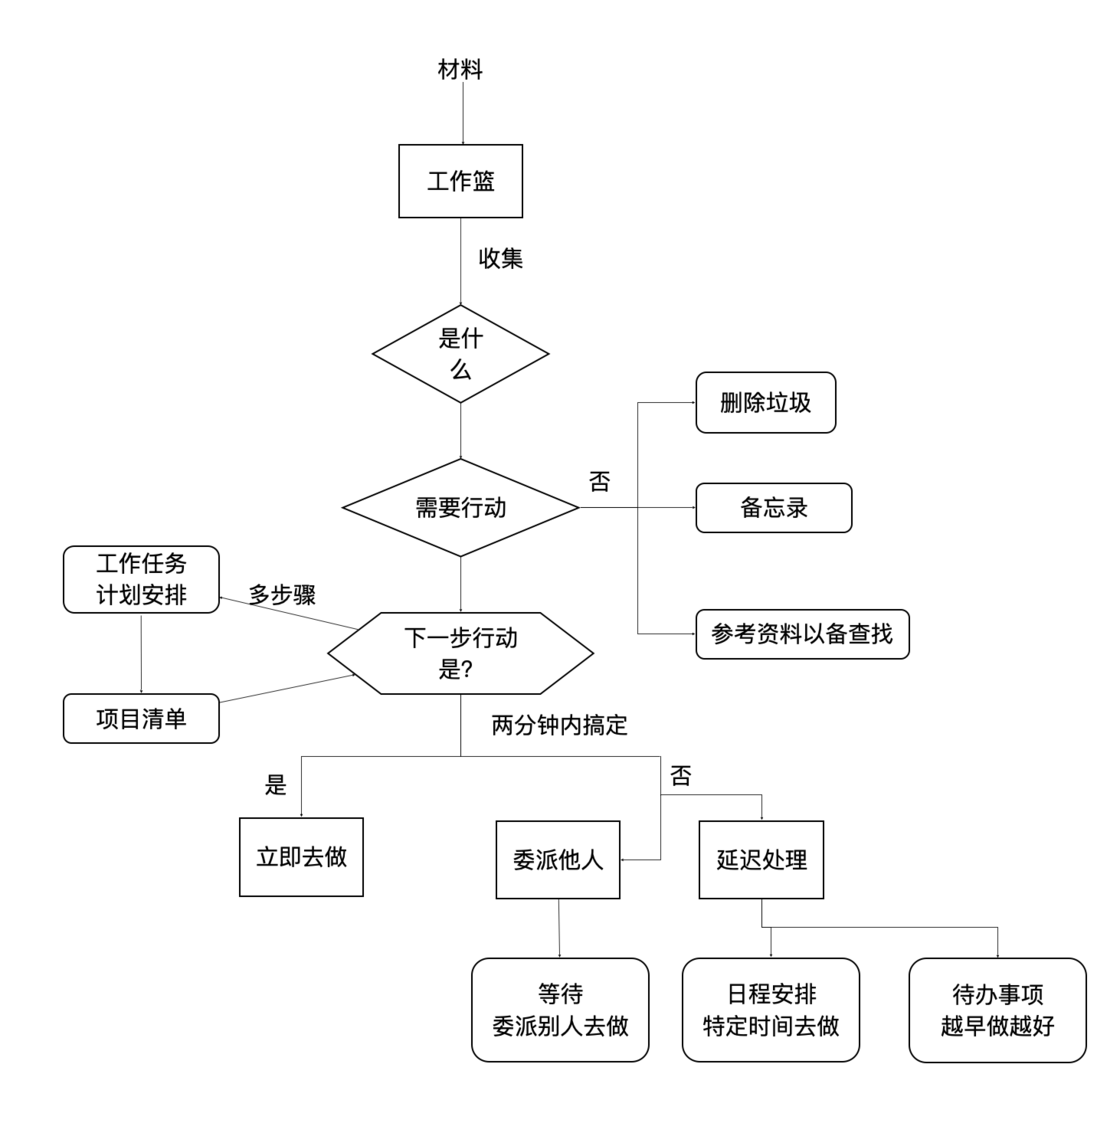 材料
工作篮
收集
是什
么
需要行动
否
删除垃圾
备忘录
参考资料以备查找
工作任务
计划安排
多步骤
项目清单
下一步行动
是?
两分钟内搞定
是
否
立即去做
委派他人
延迟处理
等待
委派别人去做
日程安排
特定时间去做
待办事项
越早做越好